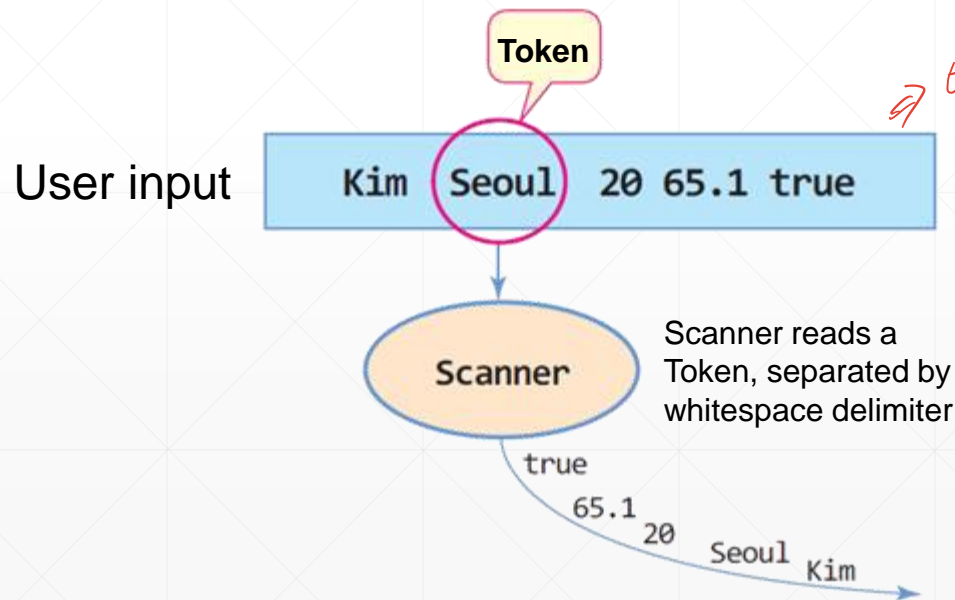 Token
User input
Kim Seoul 20 65.1 true
Scanner
Scanner reads a
Token, separated by
whitespace delimiter
true
65.1
20
Seoul
Kim